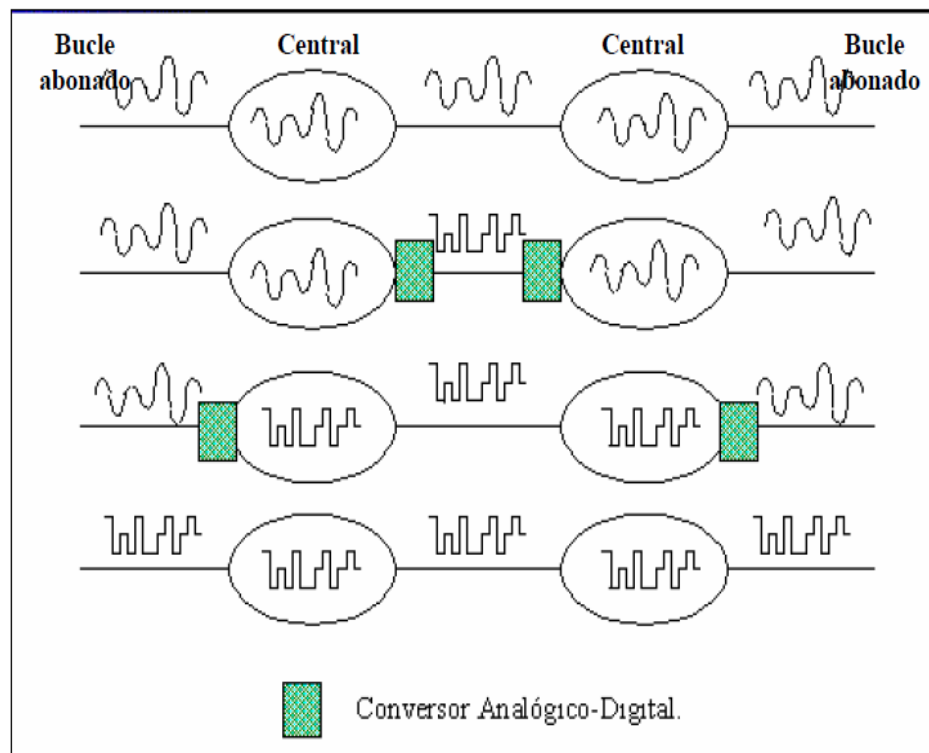 Bucle
abonado
Central
Central
Bucle
abonado
Conversor Analógico-Digital.